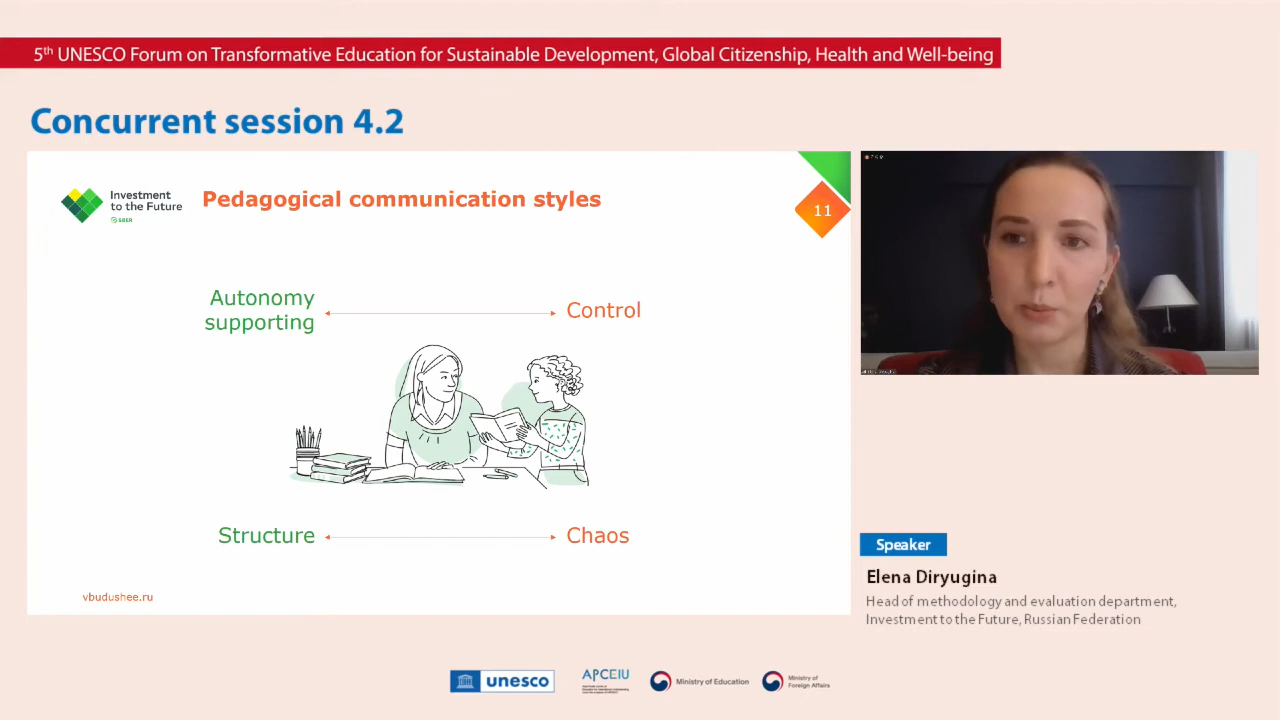 5th UNESCO Forum on Transformative Education for Sustainable Development, Global Citizenship, Health and Well-being
Concurrent session 4.2
Investment
to the Future
SBER
Pedagogical communication styles
11
Autonomy
supporting
Control
Structure
Chaos
vbudushee.ru
Speaker
Elena Diryugina
Head of methodology and evaluation department,
Investment to the Future, Russian Federation
unesco
APCEIU
Ministry of Education
Ministry of
Foreign Affairs